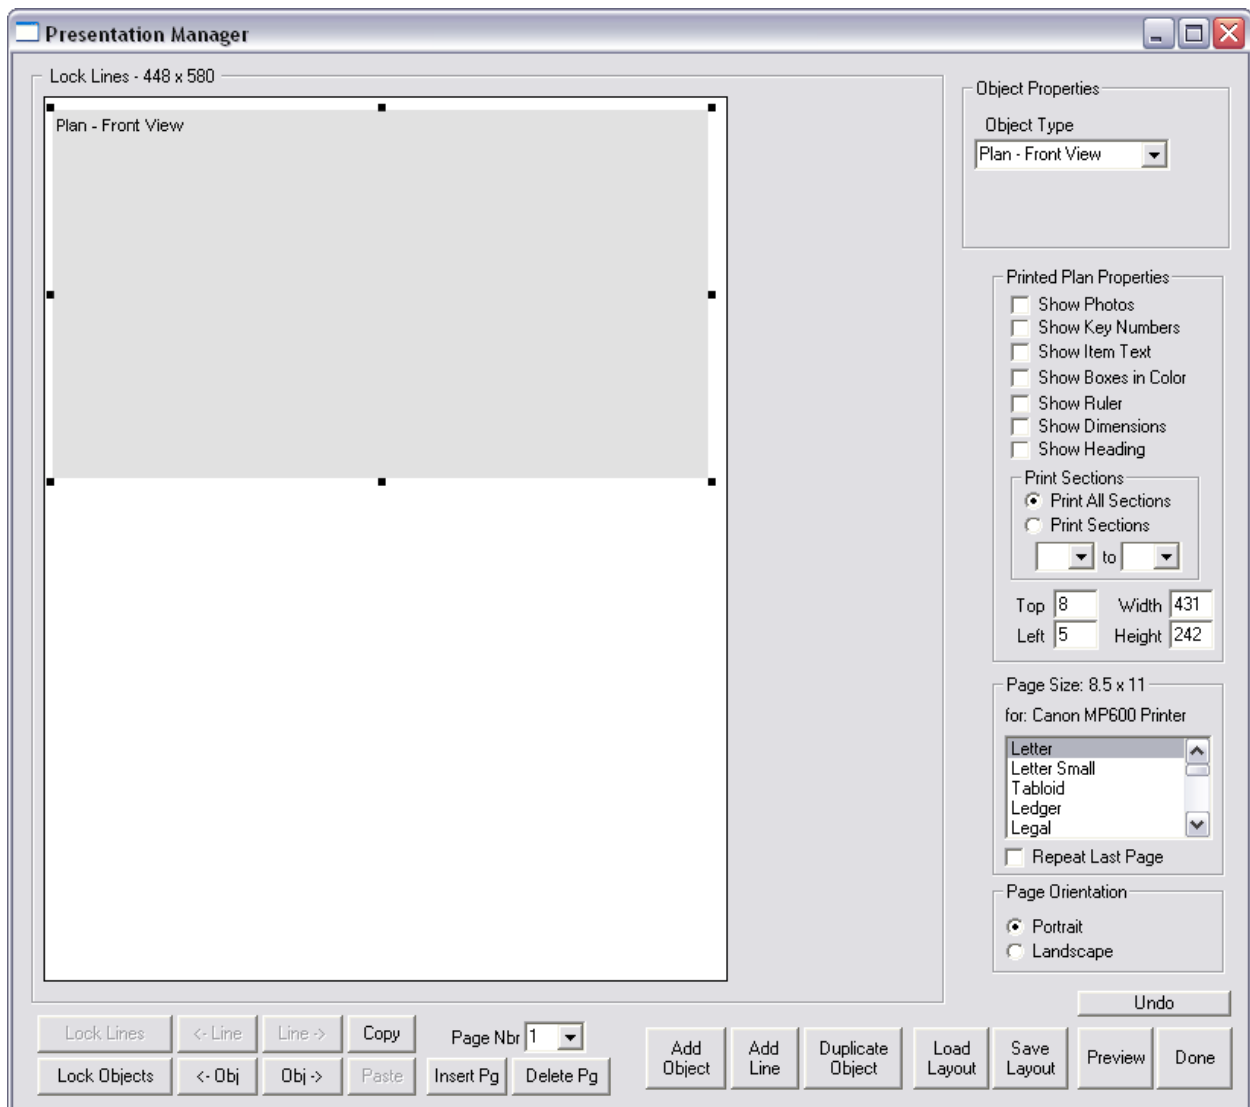 Presentation Manager
Lock Lines - 448 x 580
Plan - Front View
Object Properties
Object Type
Plan - Front View
Printed Plan Properties
Show Photos
Show Key Numbers
Show Item Text
Show Boxes in Color
Show Ruler
Show Dimensions
Show Heading
Print Sections
Print All Sections
Print Sections
to
Top 8 Width 431
Left 5 Height 242
Page Size: 8.5 x 11
for: Canon MP600 Printer
Letter
Letter Small
Tabloid
Ledger
Legal
Repeat Last Page
Page Orientation
Portrait
Landscape
Undo
Lock Lines <- Line Line -> Copy Page Nbr 1
Lock Objects <- Obj Obj -> Paste Insert Pg Delete Pg
Add Object
Add Line
Duplicate Object
Load Layout
Save Layout
Preview
Done